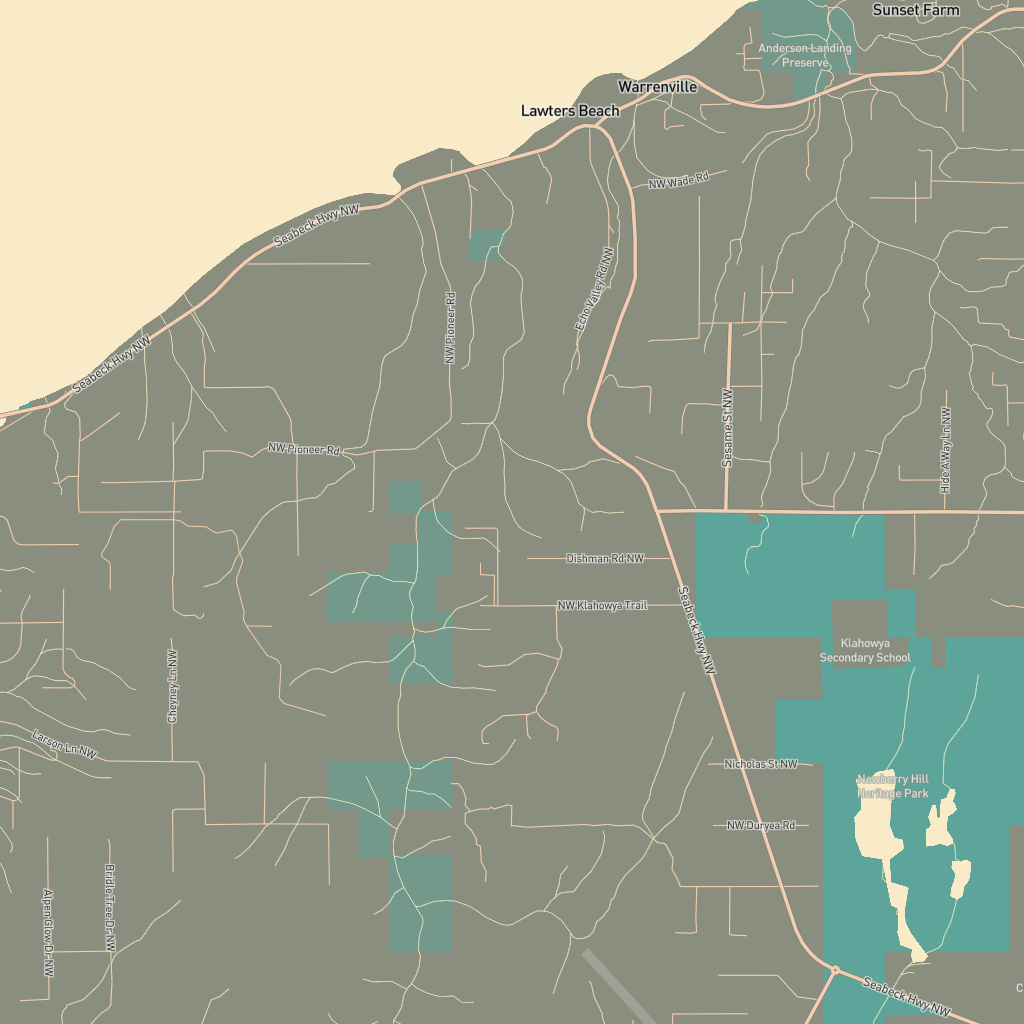 Sunset Farm
Anderson Landing
Preserve
Warrenville
Lawters Beach
NW Wade Rd
Seabeck Hwy NW
Echo Valley Rd NW
NW Pioneer Rd
Seabeck Hwy NW
Sesame St NW
Hide A Way Ln NW
NW Pioneer Rd
Dishman Rd NW
NW Klahowya Trail
Seabeck Hwy NW
Klahowya
Secondary School
Cheyney Ln NW
Larson Ln NW
Nicholas St NW
Newberry Hill
Heritage Park
NW Duryea Rd
Bridle Tree Dr NW
Alpen Glow Dr NW
Seabeck Hwy NW